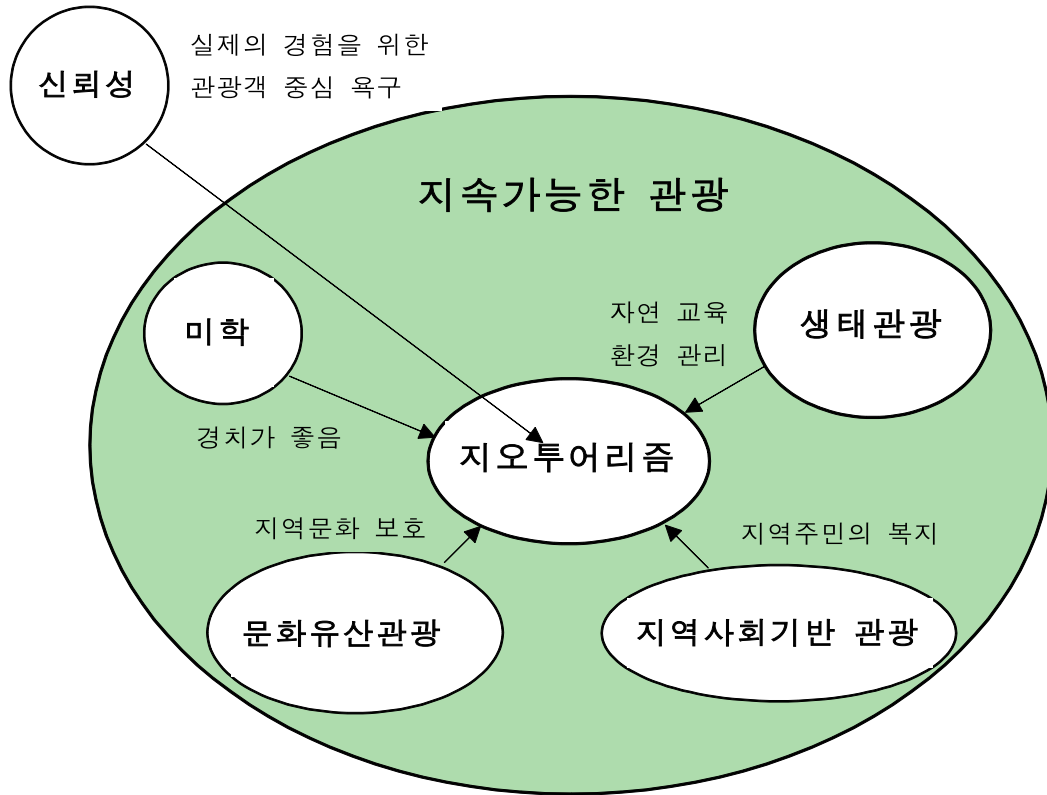 신뢰성
실제의 경험을 위한
관광객 중심 욕구
지속가능한 관광
미학
자연 교육
환경 관리
생태관광
경치가 좋음
지오투어리즘
지역문화 보호
지역주민의 복지
문화유산관광
지역사회기반 관광